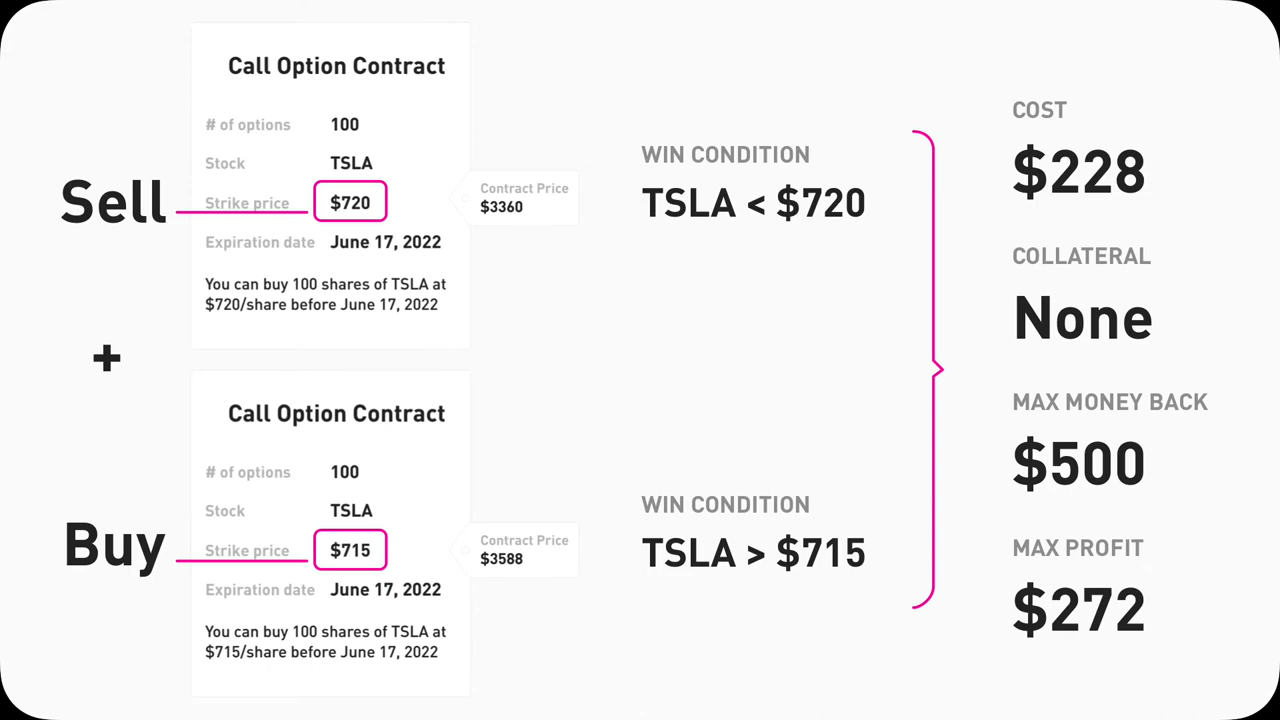 Sell
Call Option Contract
# of options 100
Stock TSLA
Strike price $720
Expiration date June 17, 2022
You can buy 100 shares of TSLA at
$720/share before June 17, 2022
Contract Price
$3360
WIN CONDITION
TSLA < $720
+
Buy
Call Option Contract
# of options 100
Stock TSLA
Strike price $715
Expiration date June 17, 2022
You can buy 100 shares of TSLA at
$715/share before June 17, 2022
Contract Price
$3588
WIN CONDITION
TSLA > $715
COST
$228
COLLATERAL
None
MAX MONEY BACK
$500
MAX PROFIT
$272